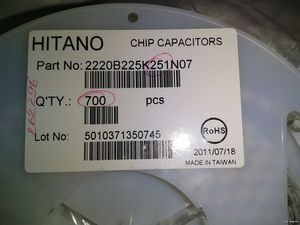 HITANO CHIP CAPACITORS
Part No: 2220B225K251N07
Q'TY.: 700 pcs
Lot No: 5010371350745
RoHS
2011/07/18
MADE IN TAIWAN